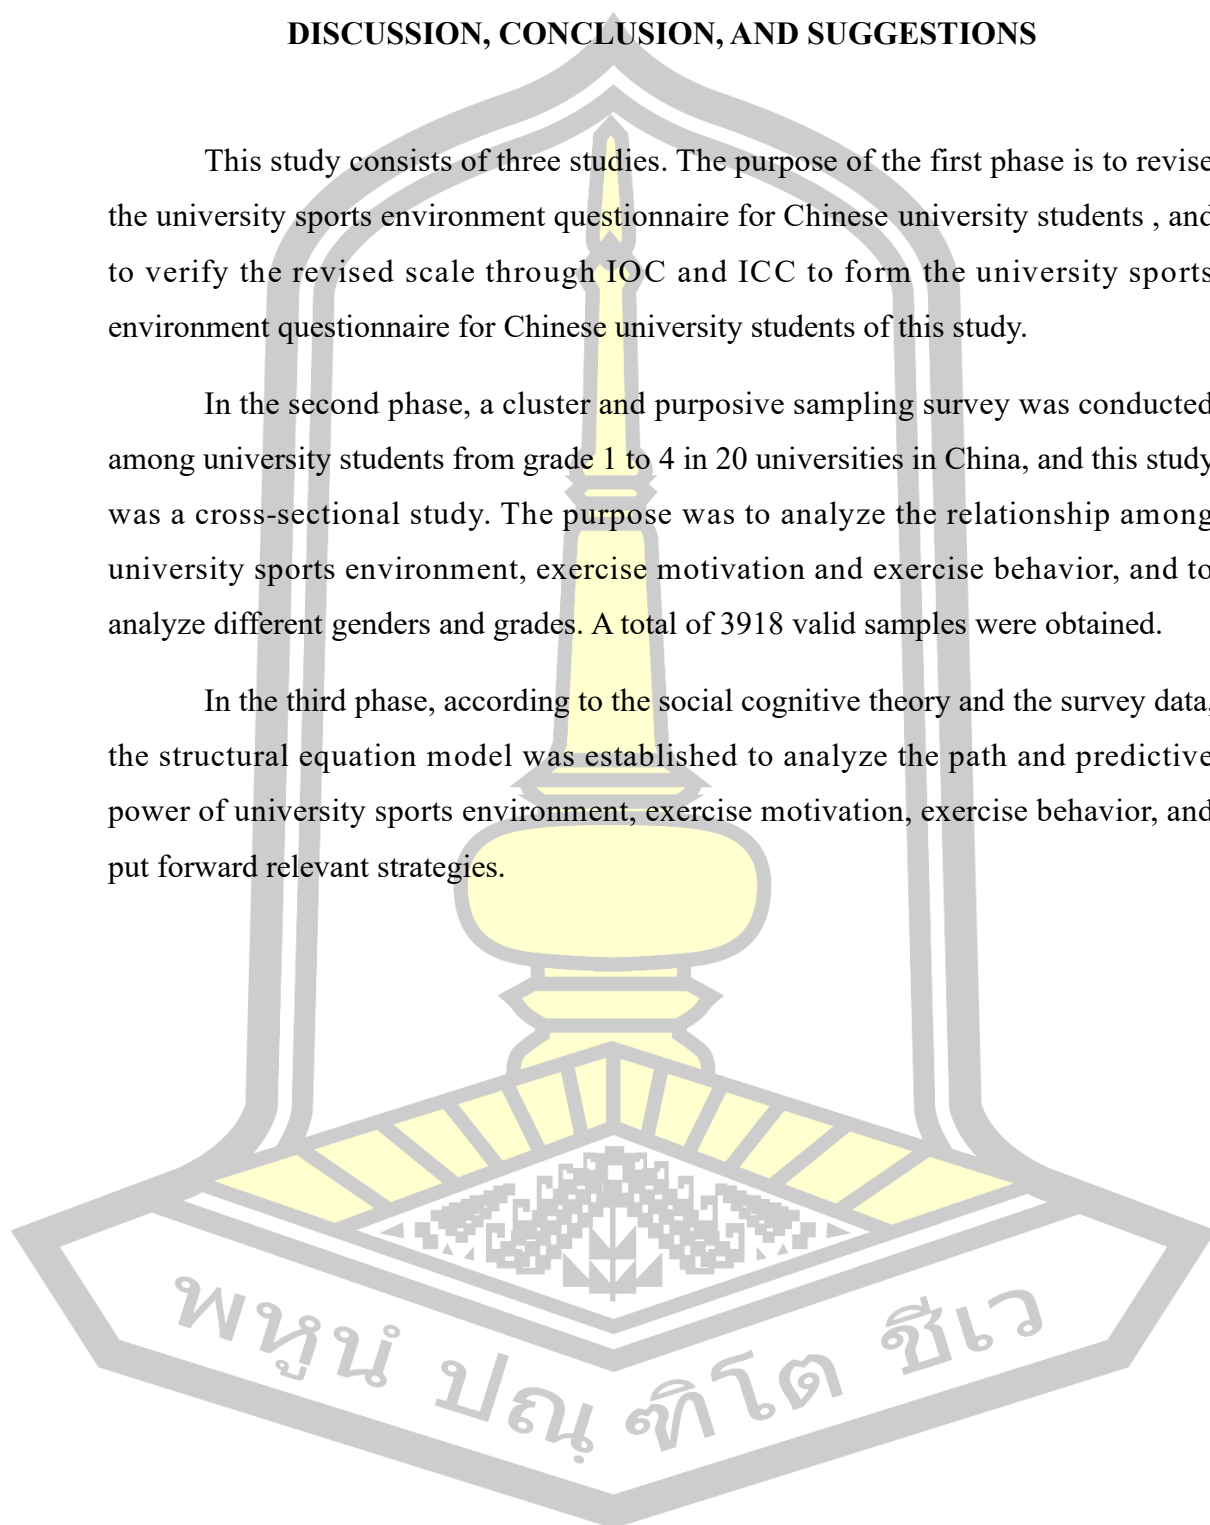 DISCUSSION, CONCLUSION, AND SUGGESTIONS
This study consists of three studies. The purpose of the first phase is to revise
the university sports environment questionnaire for Chinese university students , and
to verify the revised scale through IOC and ICC to form the university sports
environment questionnaire for Chinese university students of this study.
In the second phase, a cluster and purposive sampling survey was conducted
among university students from grade 1 to 4 in 20 universities in China, and this study
was a cross-sectional study. The purpose was to analyze the relationship among
university sports environment, exercise motivation and exercise behavior, and to
analyze different genders and grades. A total of 3918 valid samples were obtained.
In the third phase, according to the social cognitive theory and the survey data,
the structural equation model was established to analyze the path and predictive
power of university sports environment, exercise motivation, exercise behavior, and
put forward relevant strategies.
พหูนํ ปณฺฑิโต ชีเว